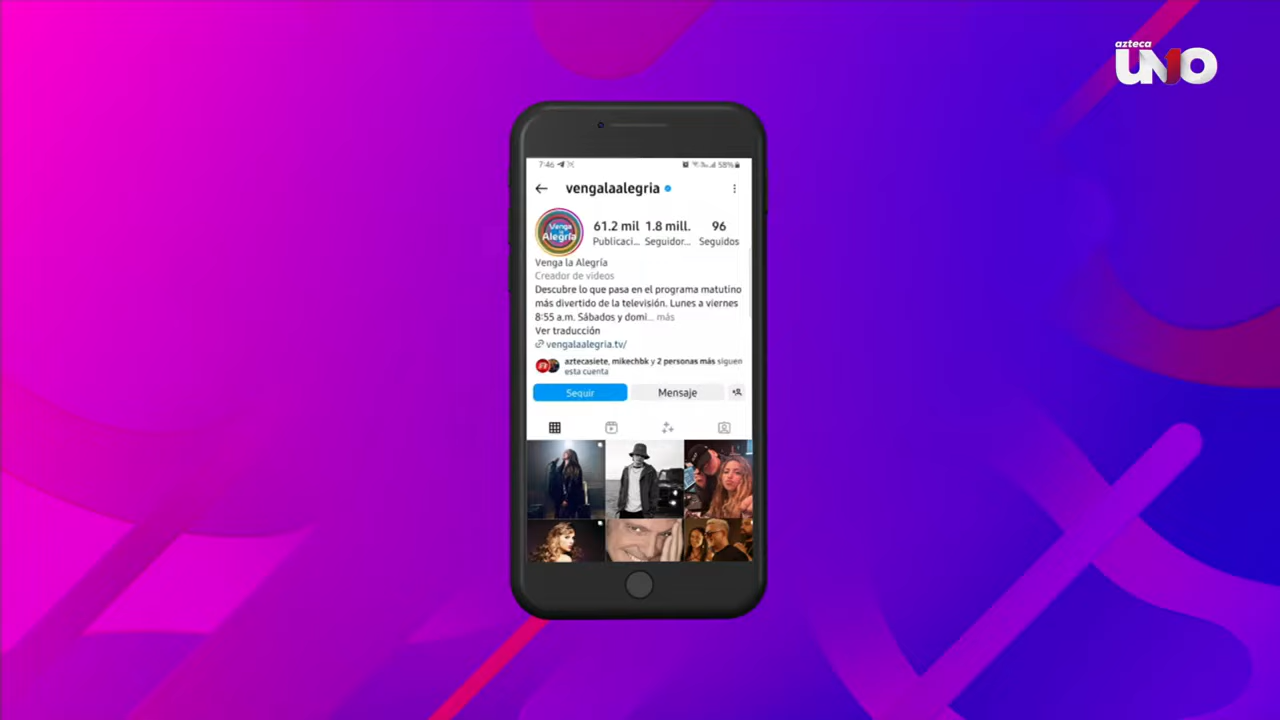 azteca
UNO
7:46
58%
vengalaalegria
Venga la Alegría
61.2 mil 1.8 mill. 96
Publicaci... Seguidor... Seguidos
Venga la Alegría
Creador de videos
Descubre lo que pasa en el programa matutino
más divertido de la televisión. Lunes a viernes
8:55 a.m. Sábados y domi... más
Ver traducción
vengalaalegria.tv/
aztecasiete, mikechbk y 2 personas más siguen
esta cuenta
Seguir Mensaje